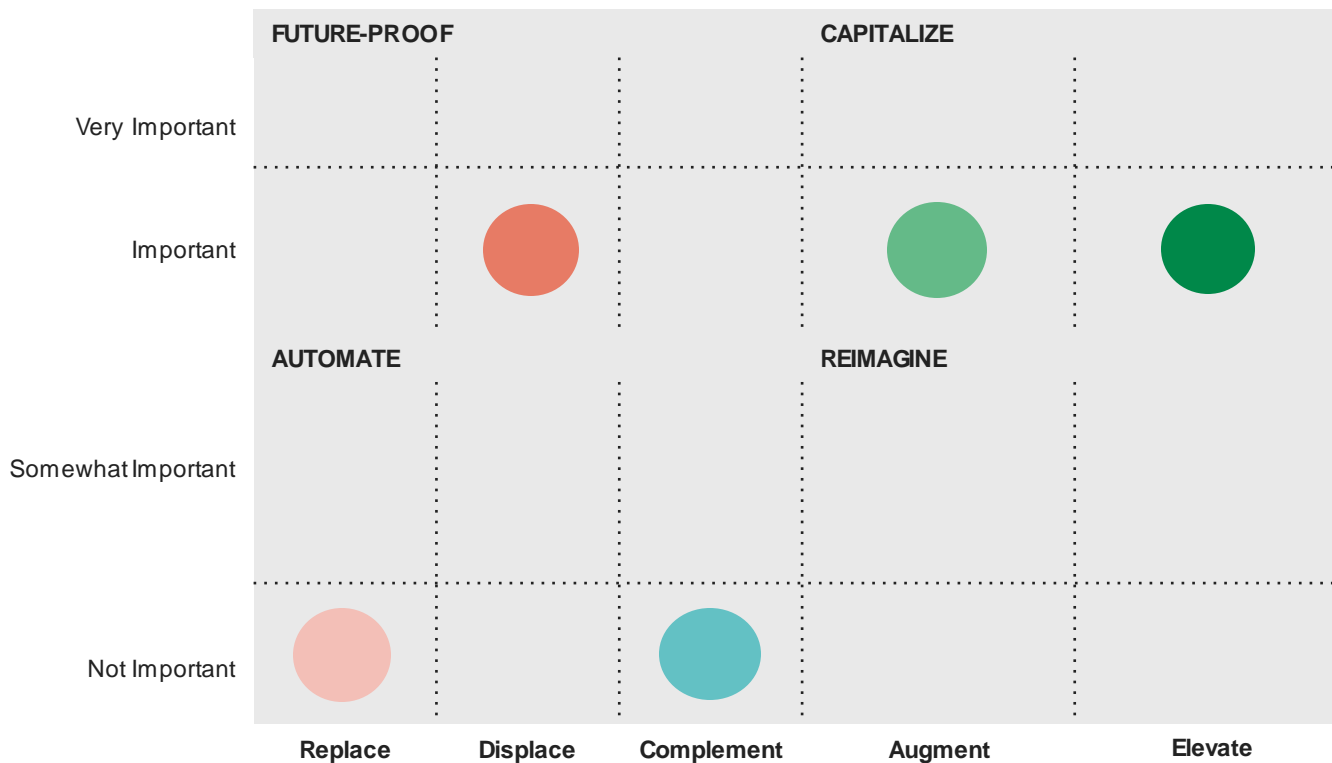 FUTURE-PROOF
CAPITALIZE
Very Important
Important
AUTOMATE
REIMAGINE
Somewhat Important
Not Important
Replace
Displace
Complement
Augment
Elevate